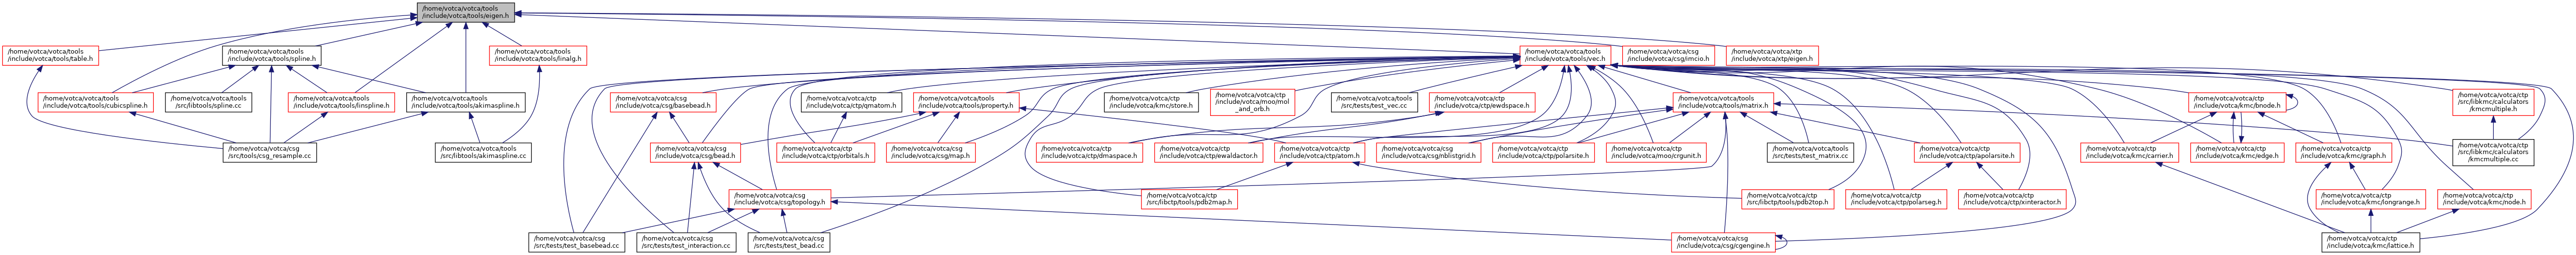 /home/votca/votca/tools
/include/votca/tools/eigen.h
/home/votca/votca/tools
/include/votca/tools/table.h
/home/votca/votca/tools
/include/votca/tools/spline.h
/home/votca/votca/tools
/include/votca/tools/linalg.h
/home/votca/votca/tools
/include/votca/tools/vec.h
/home/votca/votca/csg
/include/votca/csg/imcio.h
/home/votca/votca/xtp
/include/votca/xtp/eigen.h
/home/votca/votca/tools
/include/votca/tools/cubicspline.h
/home/votca/votca/tools
/src/libtools/spline.cc
/home/votca/votca/tools
/include/votca/tools/linspline.h
/home/votca/votca/tools
/include/votca/tools/akimaspline.h
/home/votca/votca/csg
/include/votca/csg/basebead.h
/home/votca/votca/ctp
/include/votca/ctp/qmatom.h
/home/votca/votca/tools
/include/votca/tools/property.h
/home/votca/votca/ctp
/include/votca/kmc/store.h
/home/votca/votca/ctp
/include/votca/moo/mol
_and_orb.h
/home/votca/votca/tools
/src/tests/test_vec.cc
/home/votca/votca/ctp
/include/votca/ctp/ewdspace.h
/home/votca/votca/tools
/include/votca/tools/matrix.h
/home/votca/votca/ctp
/include/votca/kmc/bnode.h
/home/votca/votca/ctp
/src/libkmc/calculators
/kmcmultiple.h
/home/votca/votca/csg
/src/tools/csg_resample.cc
/home/votca/votca/tools
/src/libtools/akimaspline.cc
/home/votca/votca/csg
/include/votca/csg/bead.h
/home/votca/votca/ctp
/include/votca/ctp/orbitals.h
/home/votca/votca/csg
/include/votca/csg/map.h
/home/votca/votca/ctp
/include/votca/ctp/dmaspace.h
/home/votca/votca/ctp
/include/votca/ctp/ewaldactor.h
/home/votca/votca/ctp
/include/votca/ctp/atom.h
/home/votca/votca/csg
/include/votca/csg/nblistgrid.h
/home/votca/votca/ctp
/include/votca/ctp/polarsite.h
/home/votca/votca/ctp
/include/votca/moo/crgunit.h
/home/votca/votca/tools
/src/tests/test_matrix.cc
/home/votca/votca/ctp
/include/votca/ctp/apolarsite.h
/home/votca/votca/ctp
/include/votca/kmc/carrier.h
/home/votca/votca/ctp
/include/votca/kmc/edge.h
/home/votca/votca/ctp
/include/votca/kmc/graph.h
/home/votca/votca/ctp
/src/libkmc/calculators
/kmcmultiple.cc
/home/votca/votca/csg
/include/votca/csg/topology.h
/home/votca/votca/ctp
/src/libctp/tools/pdb2map.h
/home/votca/votca/ctp
/src/libctp/tools/pdb2top.h
/home/votca/votca/ctp
/include/votca/ctp/polarseg.h
/home/votca/votca/ctp
/include/votca/ctp/xinteractor.h
/home/votca/votca/ctp
/include/votca/kmc/longrange.h
/home/votca/votca/ctp
/include/votca/kmc/node.h
/home/votca/votca/csg
/src/tests/test_basebead.cc
/home/votca/votca/csg
/src/tests/test_interaction.cc
/home/votca/votca/csg
/src/tests/test_bead.cc
/home/votca/votca/csg
/include/votca/csg/cgengine.h
/home/votca/votca/ctp
/include/votca/kmc/lattice.h